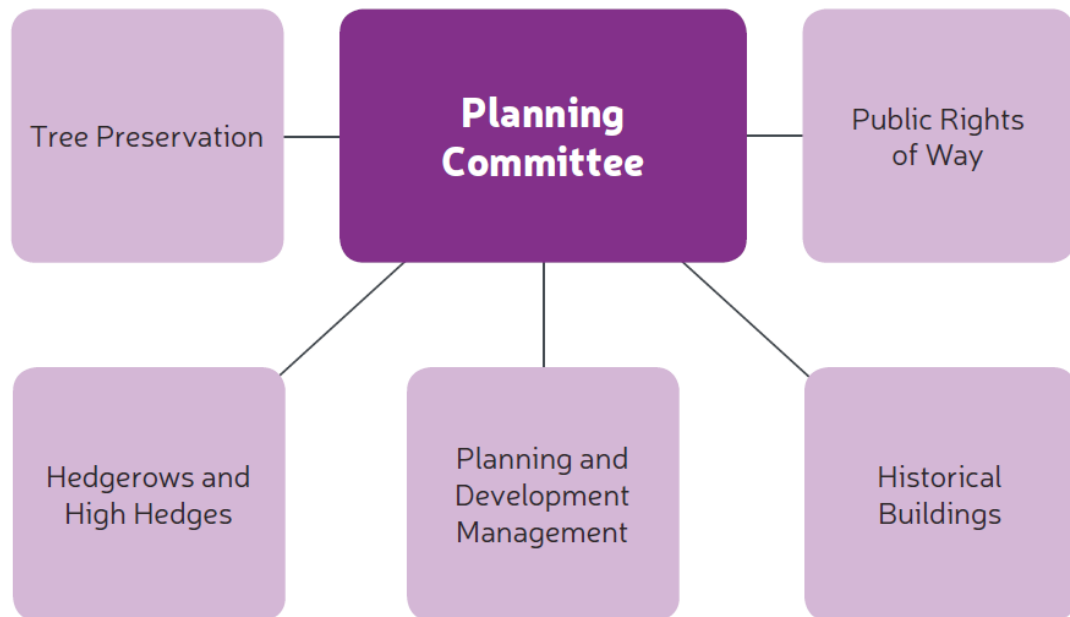 Tree Preservation
Planning
Committee
Public Rights
of Way
Hedgerows and
High Hedges
Planning and
Development
Management
Historical
Buildings